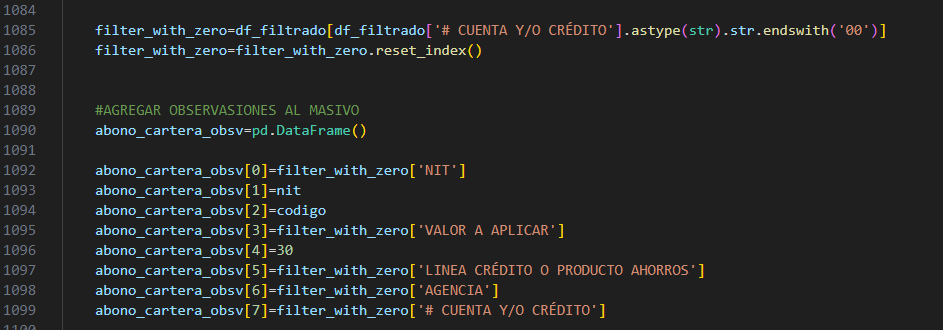 1084
1085 filter_with_zero=df_filtrado[df_filtrado['# CUENTA Y/O CRÉDITO'].astype(str).str.endswith('00')]
1086 filter_with_zero=filter_with_zero.reset_index()
1087
1088
1089 #AGREGAR OBSERVASIONES AL MASIVO
1090 abono_cartera_obsv=pd.DataFrame()
1091
1092 abono_cartera_obsv[0]=filter_with_zero['NIT']
1093 abono_cartera_obsv[1]=nit
1094 abono_cartera_obsv[2]=codigo
1095 abono_cartera_obsv[3]=filter_with_zero['VALOR A APLICAR']
1096 abono_cartera_obsv[4]=30
1097 abono_cartera_obsv[5]=filter_with_zero['LINEA CRÉDITO O PRODUCTO AHORROS']
1098 abono_cartera_obsv[6]=filter_with_zero['AGENCIA']
1099 abono_cartera_obsv[7]=filter_with_zero['# CUENTA Y/O CRÉDITO']